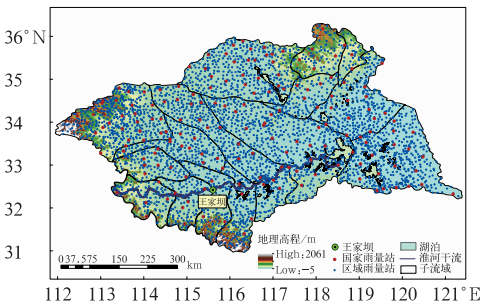 36°N
35
34
33
32
31
王家坝
地理高程/m
High:2061
Low:-5
王家坝
国家雨量站
区域雨量站
湖泊
淮河干流
子流域
0 37.575 150 225 300
km
112 113 114 115 116 117 118 119 120 121°E